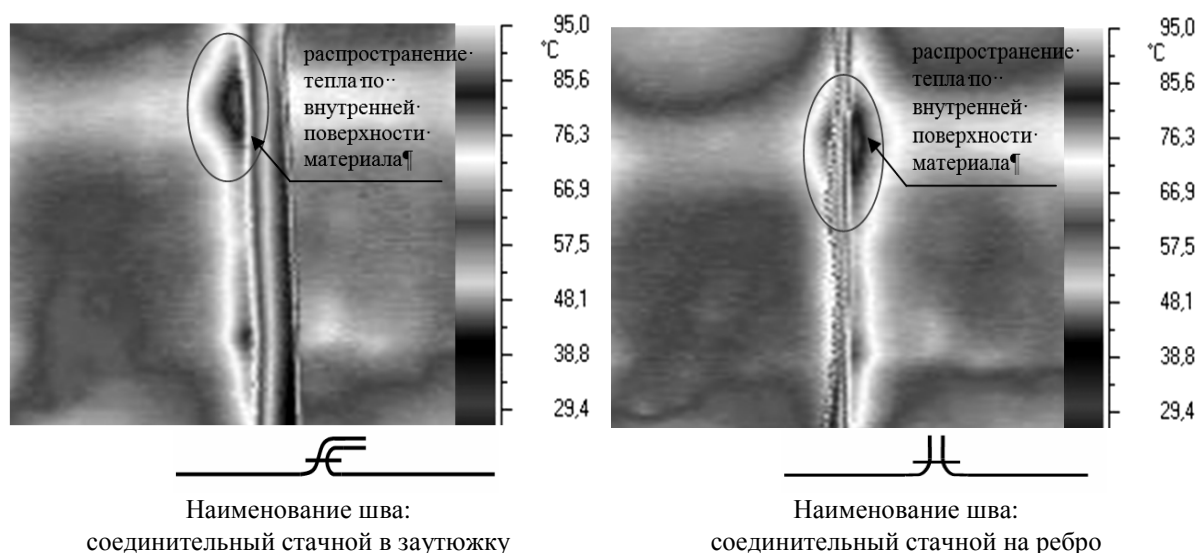 распространение·
тепла·по··
внутренней·
поверхности·
материала¶
95,0
°C
85,6
76,3
66,9
57,5
48,1
38,8
29,4
Наименование шва:
соединительный стачной в заутюжку
распространение·
тепла·по··
внутренней·
поверхности·
материала¶
95,0
°C
85,6
76,3
66,9
57,5
48,1
38,8
29,4
Наименование шва:
соединительный стачной на ребро